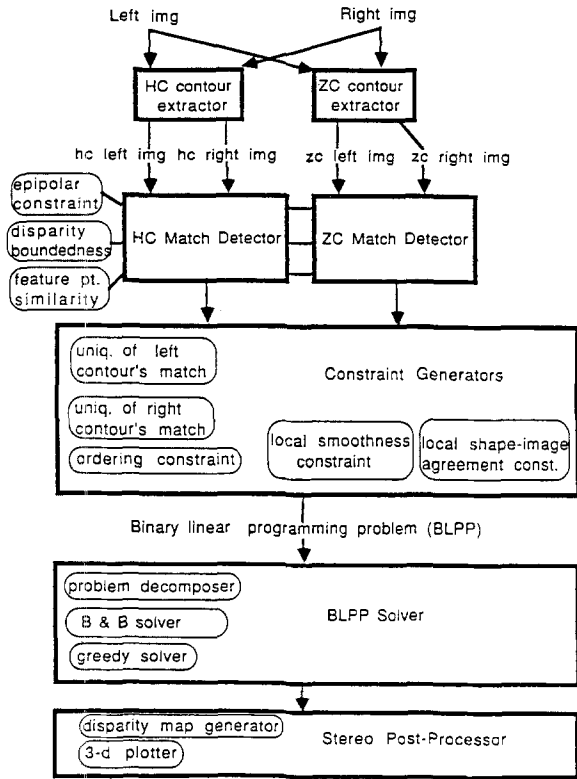 Left img
Right img
HC contour
extractor
ZC contour
extractor
hc left img
hc right img
zc left img
zc right img
epipolar
constraint
disparity
boundedness
feature pt.
similarity
HC Match Detector
ZC Match Detector
uniq. of left
contour's match
Constraint Generators
uniq. of right
contour's match
ordering constraint
local smoothness
constraint
local shape-image
agreement const.
Binary linear programming problem (BLPP)
problem decomposer
B & B solver
greedy solver
BLPP Solver
disparity map generator
3-d plotter
Stereo Post-Processor